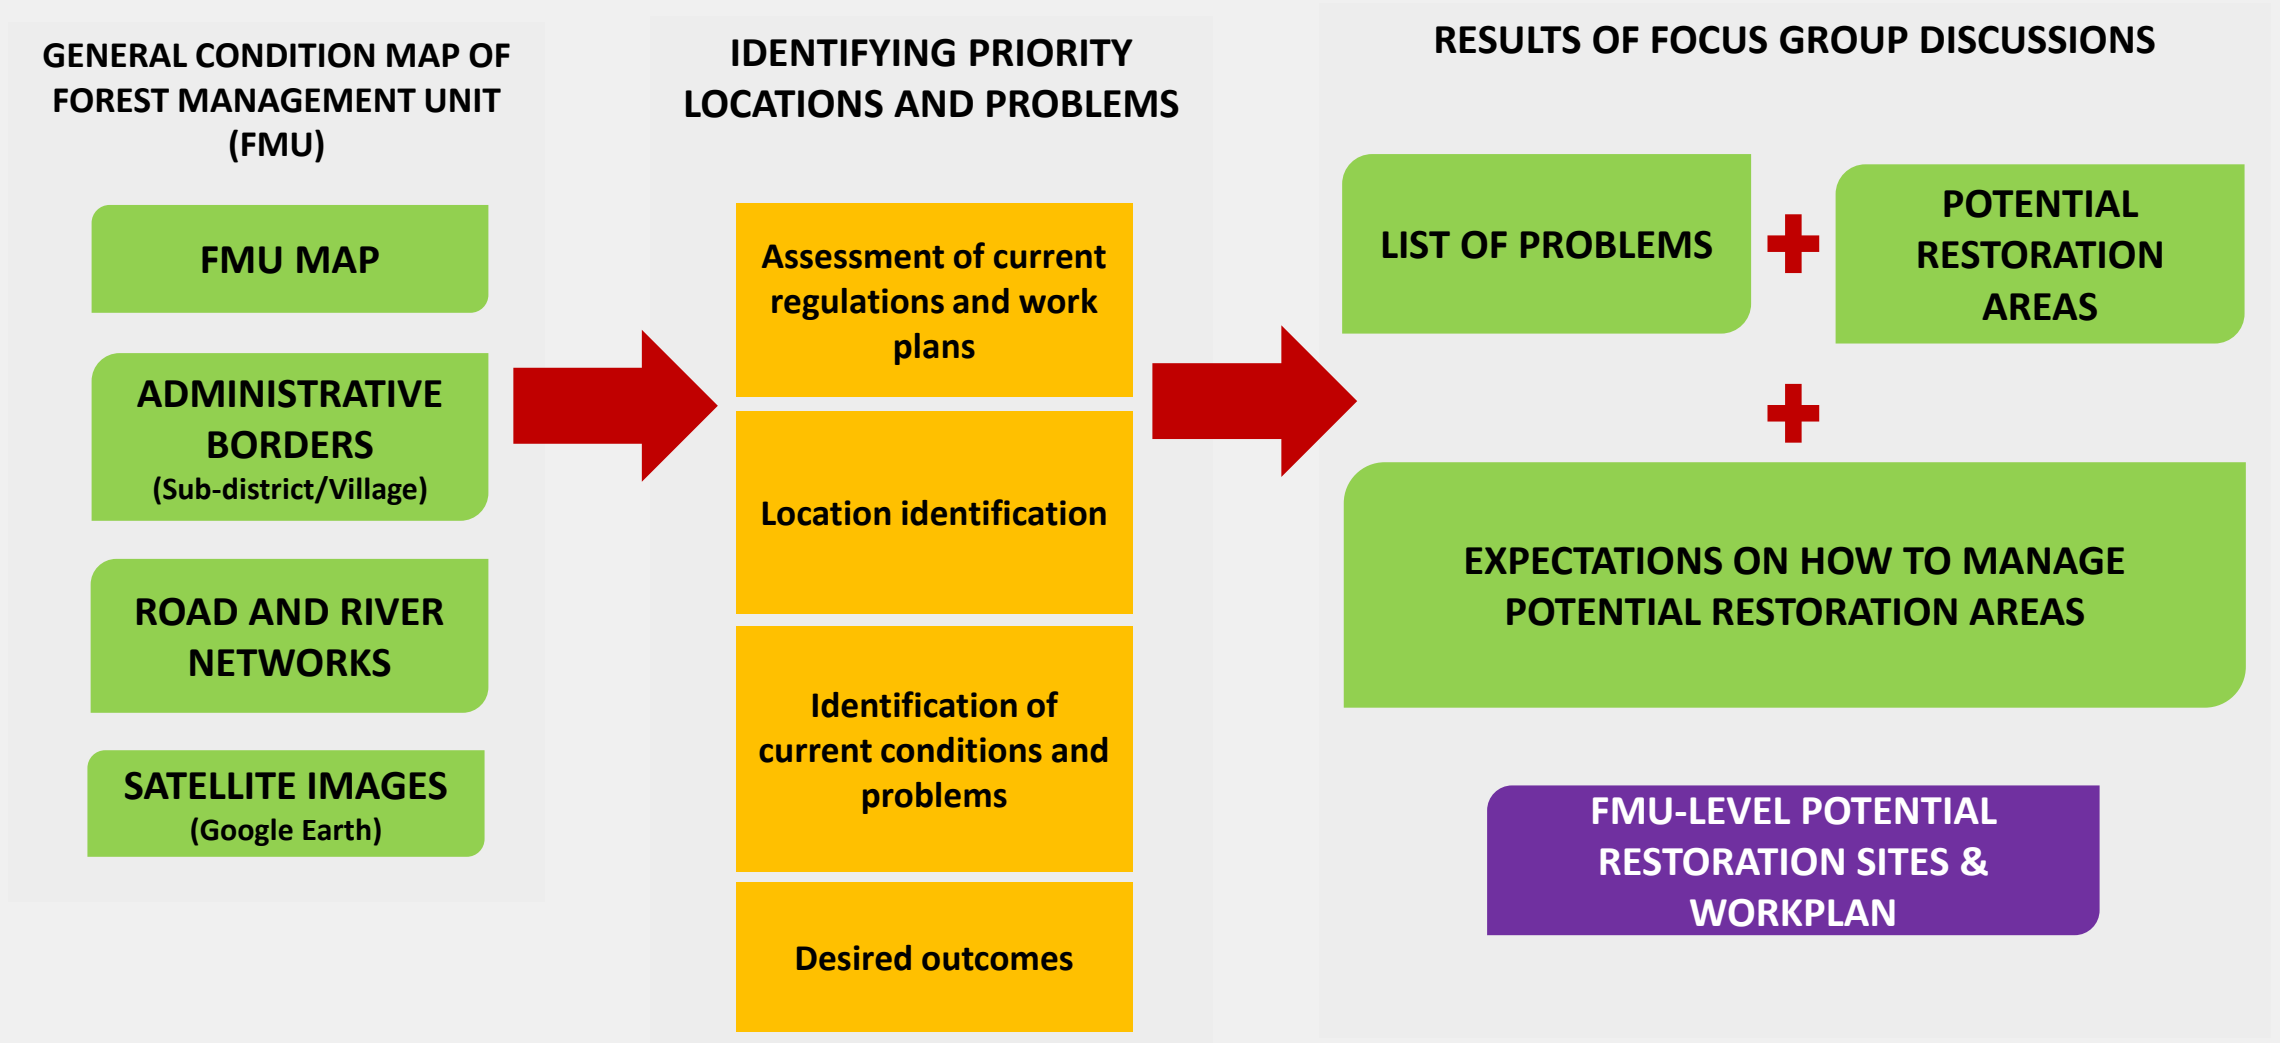 GENERAL CONDITION MAP OF
FOREST MANAGEMENT UNIT
(FMU)
FMU MAP
ADMINISTRATIVE
BORDERS
(Sub-district/Village)
ROAD AND RIVER
NETWORKS
SATELLITE IMAGES
(Google Earth)
IDENTIFYING PRIORITY
LOCATIONS AND PROBLEMS
Assessment of current
regulations and work
plans
Location identification
Identification of
current conditions and
problems
Desired outcomes
RESULTS OF FOCUS GROUP DISCUSSIONS
LIST OF PROBLEMS
POTENTIAL
RESTORATION
AREAS
EXPECTATIONS ON HOW TO MANAGE
POTENTIAL RESTORATION AREAS
FMU-LEVEL POTENTIAL
RESTORATION SITES &
WORKPLAN